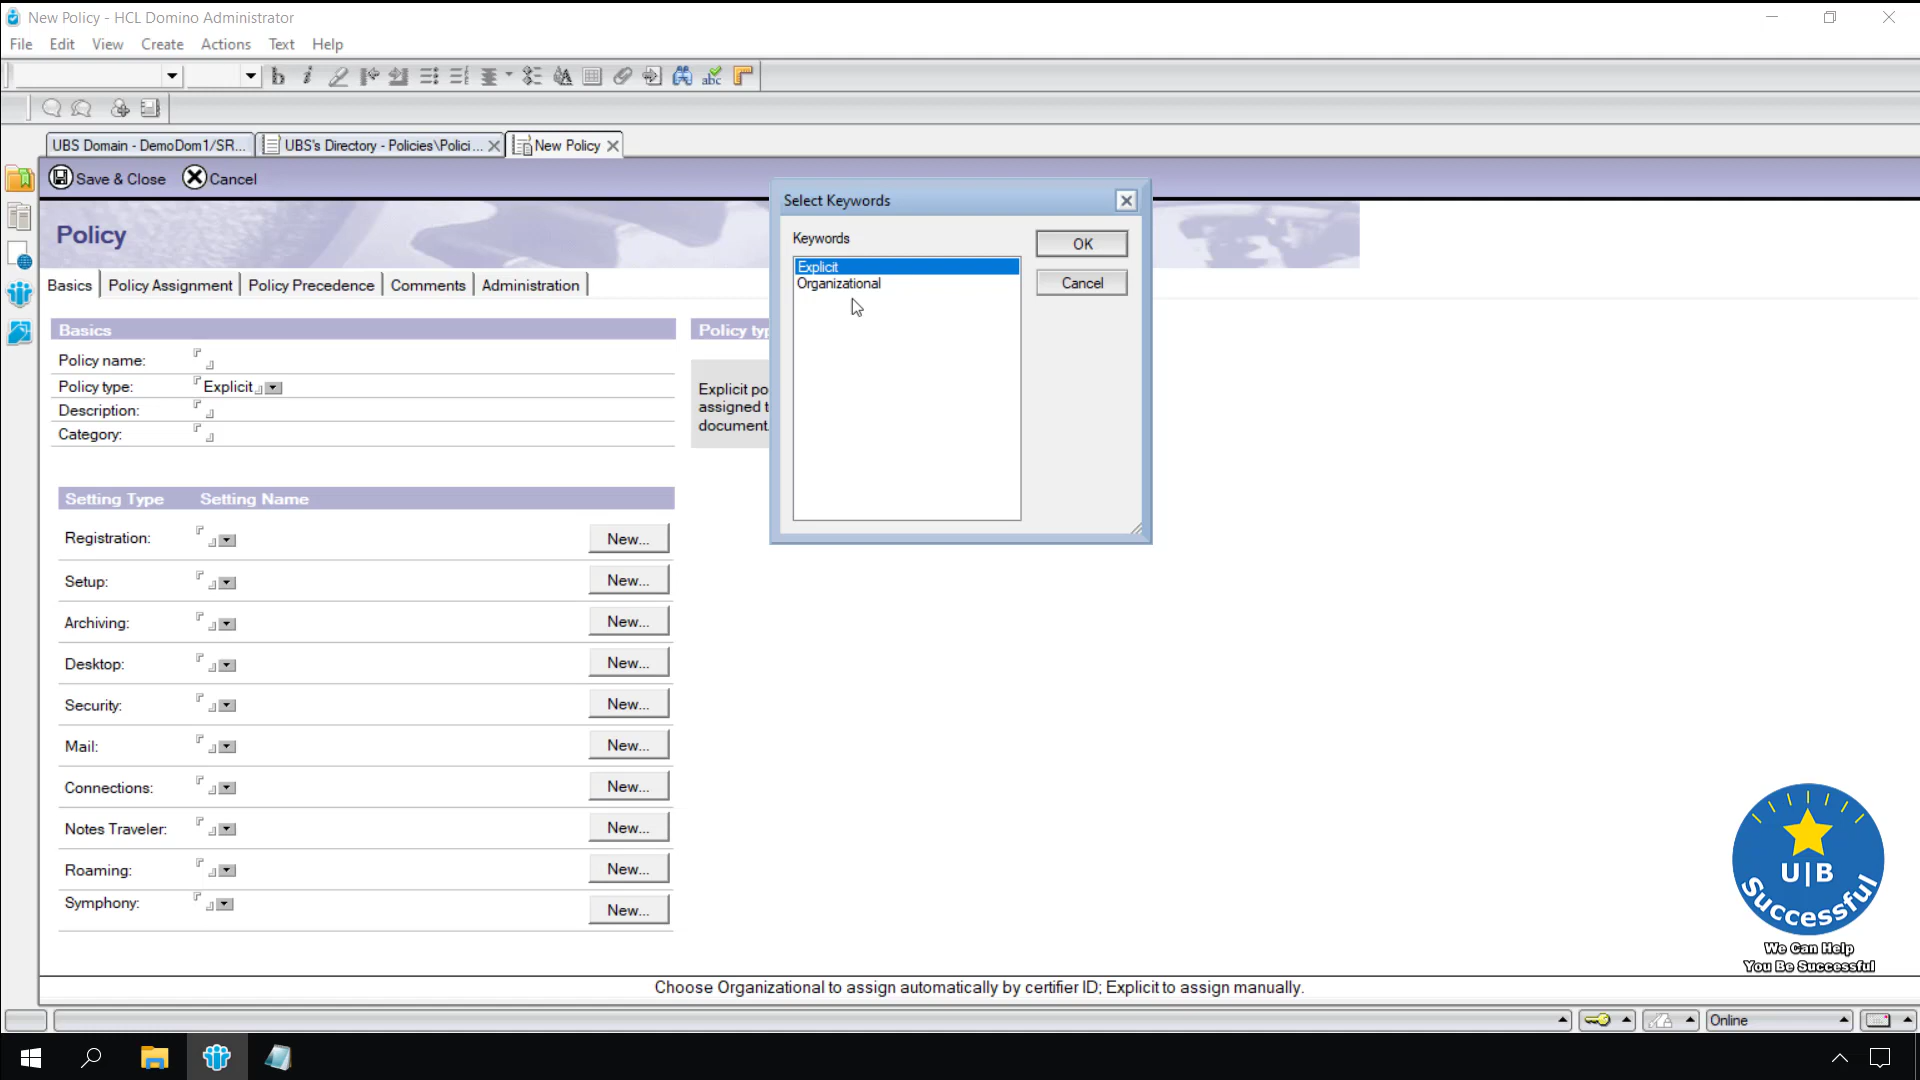 New Policy - HCL Domino Administrator
File Edit View Create Actions Text Help
UBS Domain - DemoDom1/SR...
UBS's Directory - Policies\Polici ...
New Policy
Save & Close
Cancel
Policy
Basics
Policy Assignment
Policy Precedence
Comments
Administration
Basics
Policy name:
Policy type: Explicit
Description:
Category:
Policy typ
Explicit po
assigned t
document.
Setting Type Setting Name
Registration: New...
Setup: New...
Archiving: New...
Desktop: New...
Security: New...
Mail: New...
Connections: New...
Notes Traveler: New...
Roaming: New...
Symphony: New...
Select Keywords
Keywords
Explicit
Organizational
OK
Cancel
U|B
Successful
We Can Help
You Be Successful
Choose Organizational to assign automatically by certifier ID; Explicit to assign manually.
Online